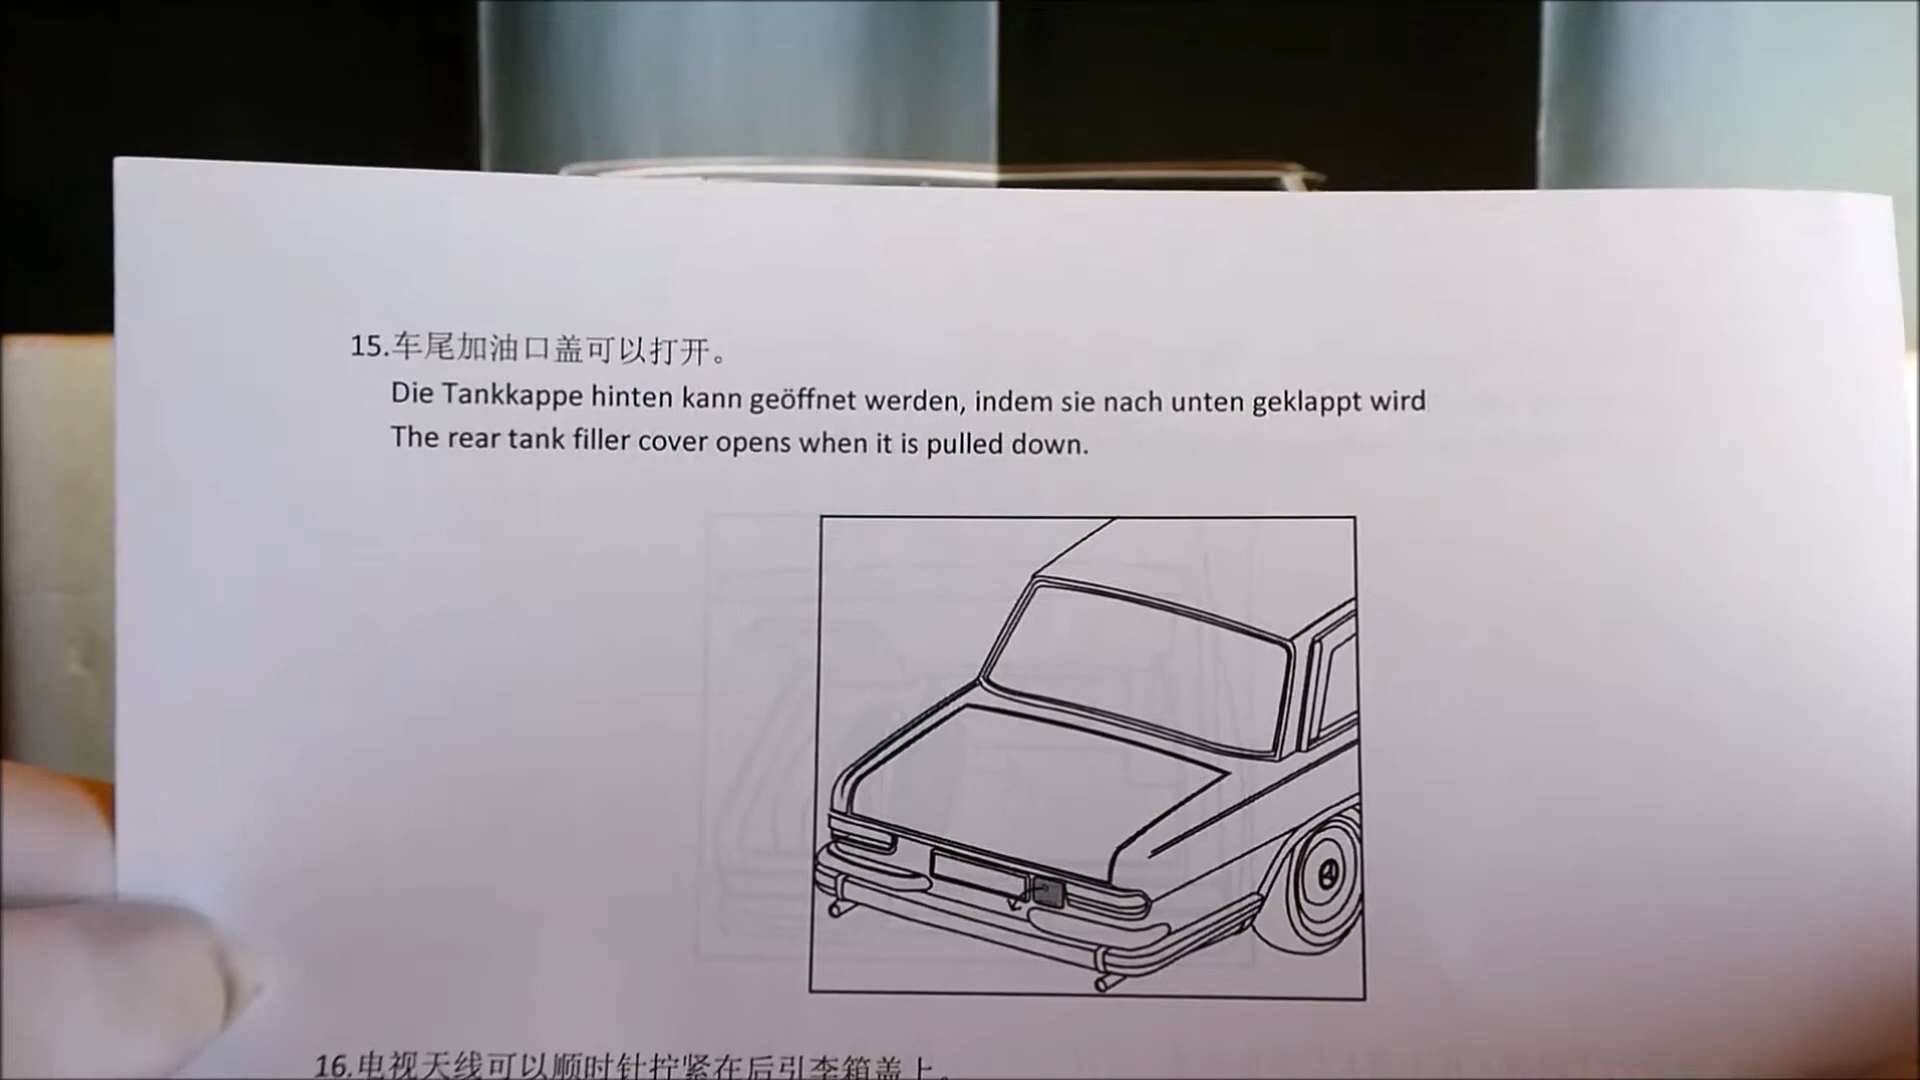 15.车尾加油口盖可以打开。
Die Tankkappe hinten kann geöffnet werden, indem sie nach unten geklappt wird
The rear tank filler cover opens when it is pulled down.
16.电视天线可以顺时针拧紧在后引李箱盖上。